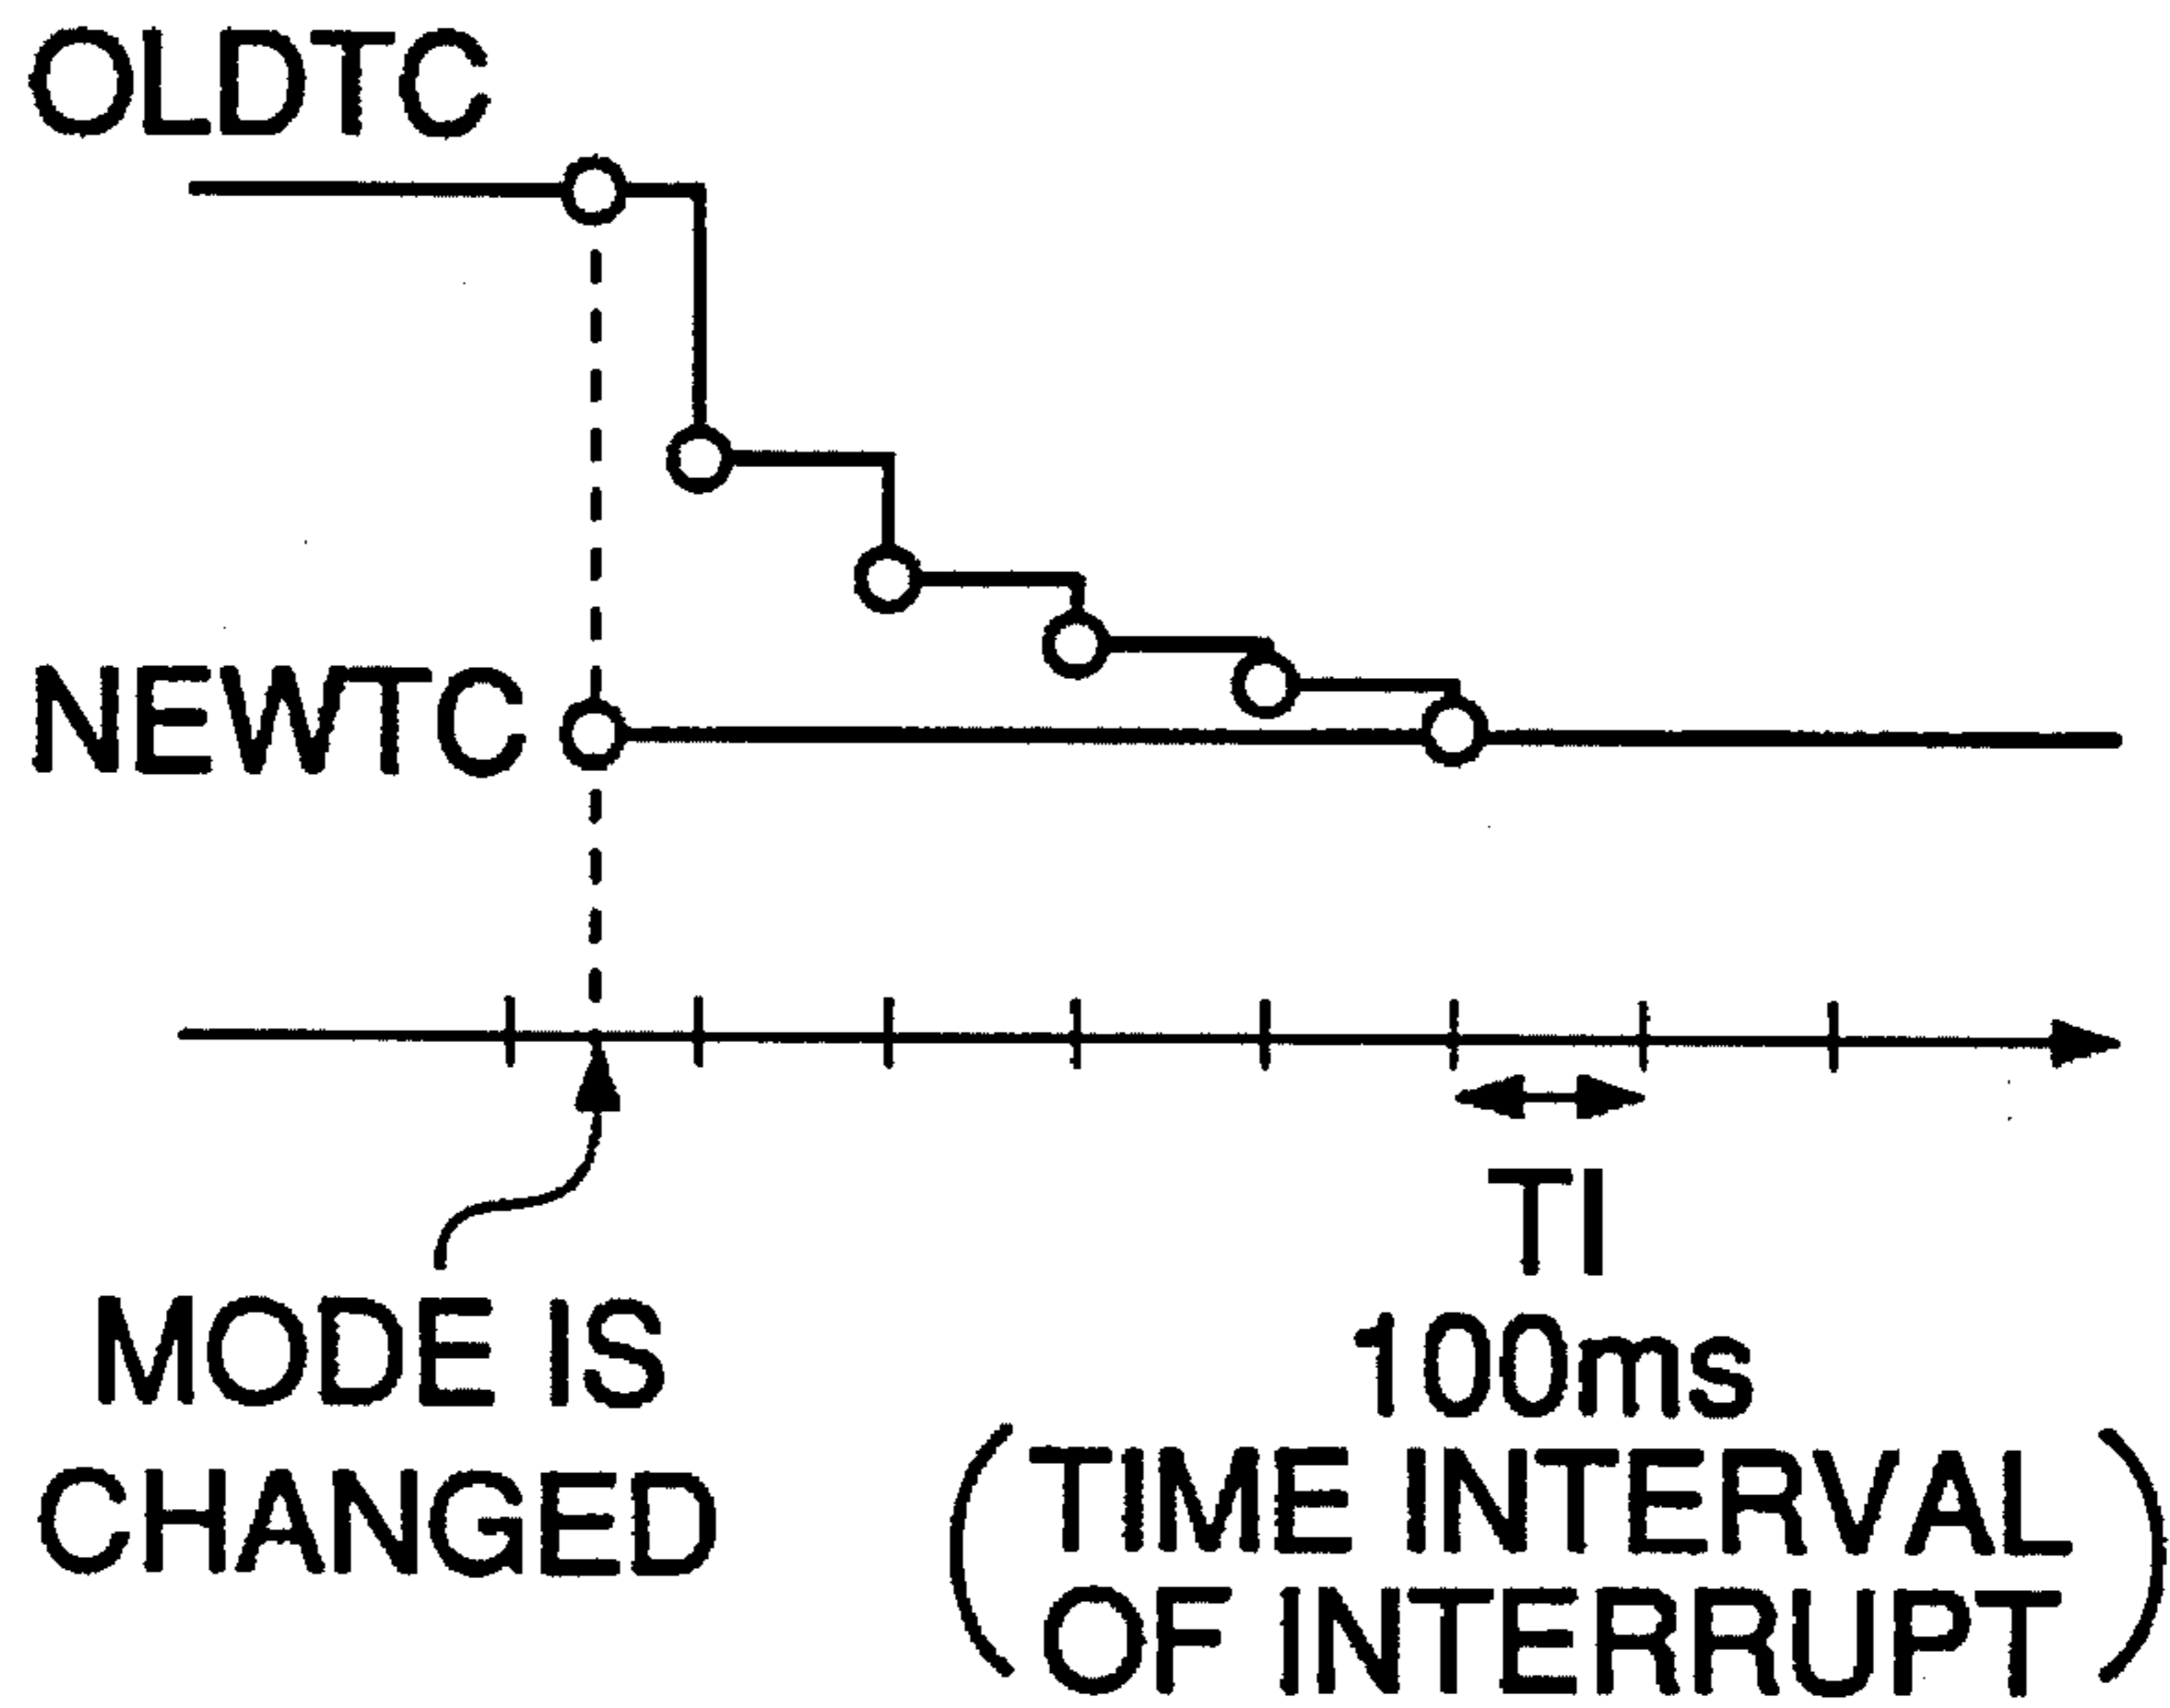 OLDTC
NEWTC
MODE IS
CHANGED
TI
100ms
(TIME INTERVAL
OF INTERRUPT)